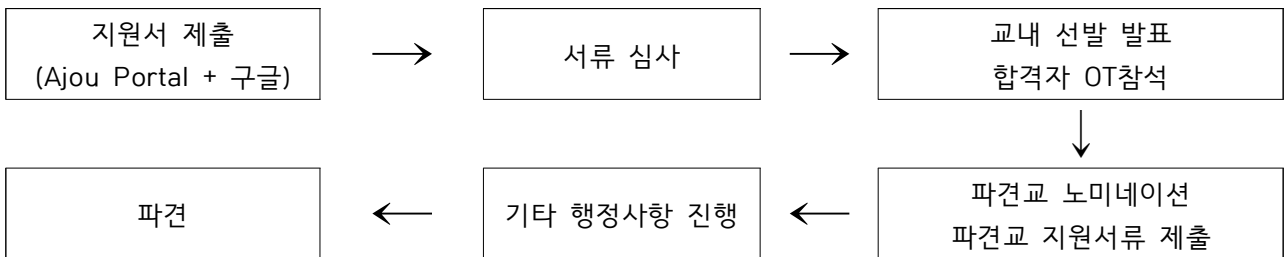 지원서 제출
(Ajou Portal + 구글)
서류 심사
교내 선발 발표
합격자 OT참석
파견교 노미네이션
파견교 지원서류 제출
기타 행정사항 진행
파견